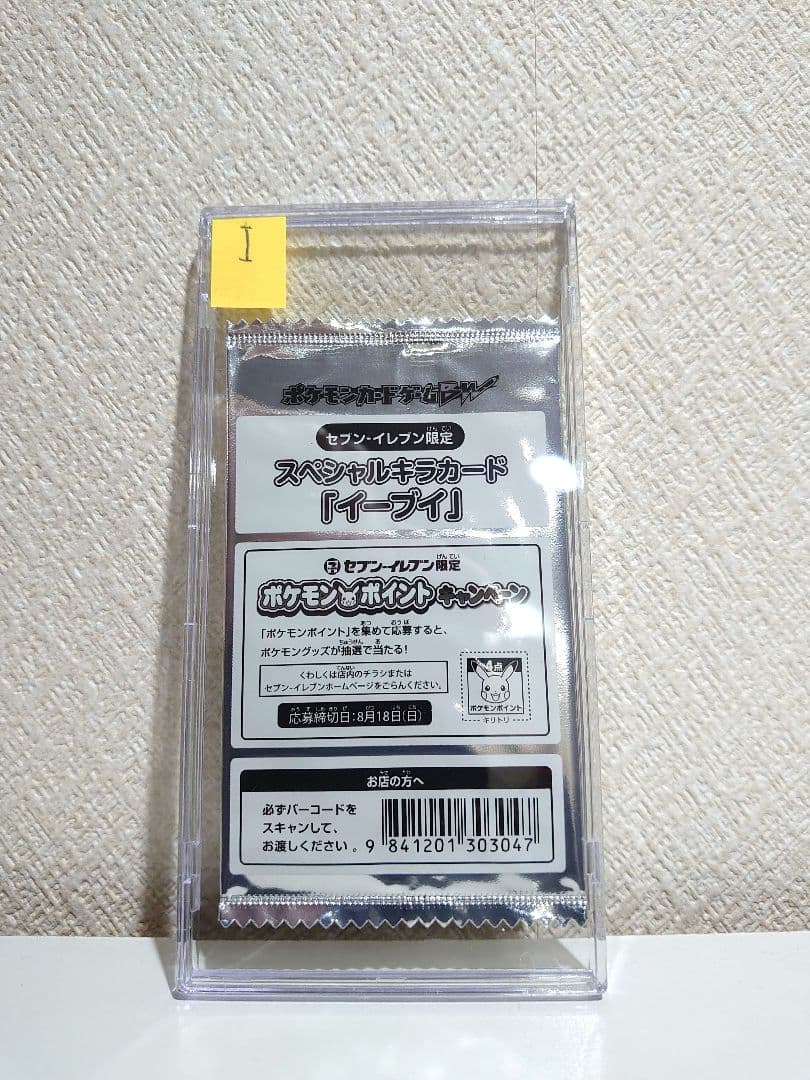 I
ポケモンカードゲームBW
セブン-イレブン限定
スペシャルキラカード
「イーブイ」
セブン-イレブン限定
ポケモンポイントキャンペーン
「ポケモンポイント」を集めて応募すると、
ポケモングッズが抽選で当たる!
くわしくは店内のチラシまたは
セブン-イレブンホームページをごらんください。
応募締切日:8月18日(日)
4点
ポケモンポイント
キリトリ
お店の方へ
必ずバーコードを
スキャンして、
お渡しください。
9 841201 303047